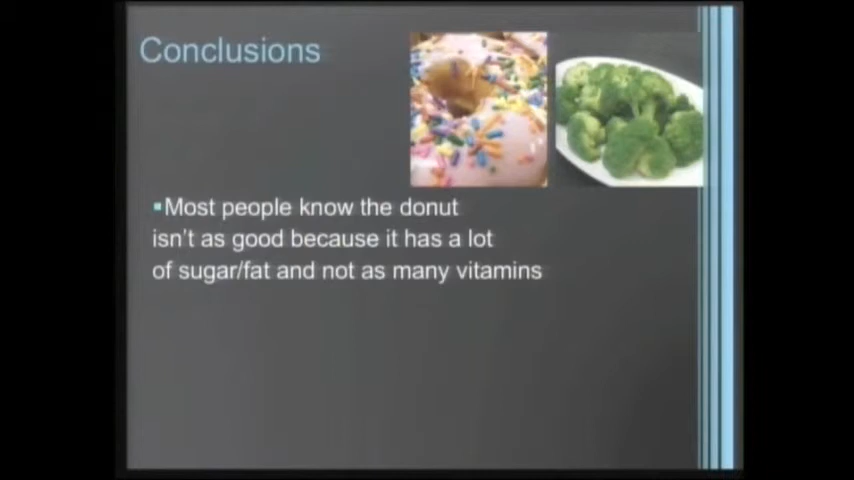 Conclusions
Most people know the donut
isn't as good because it has a lot
of sugar/fat and not as many vitamins